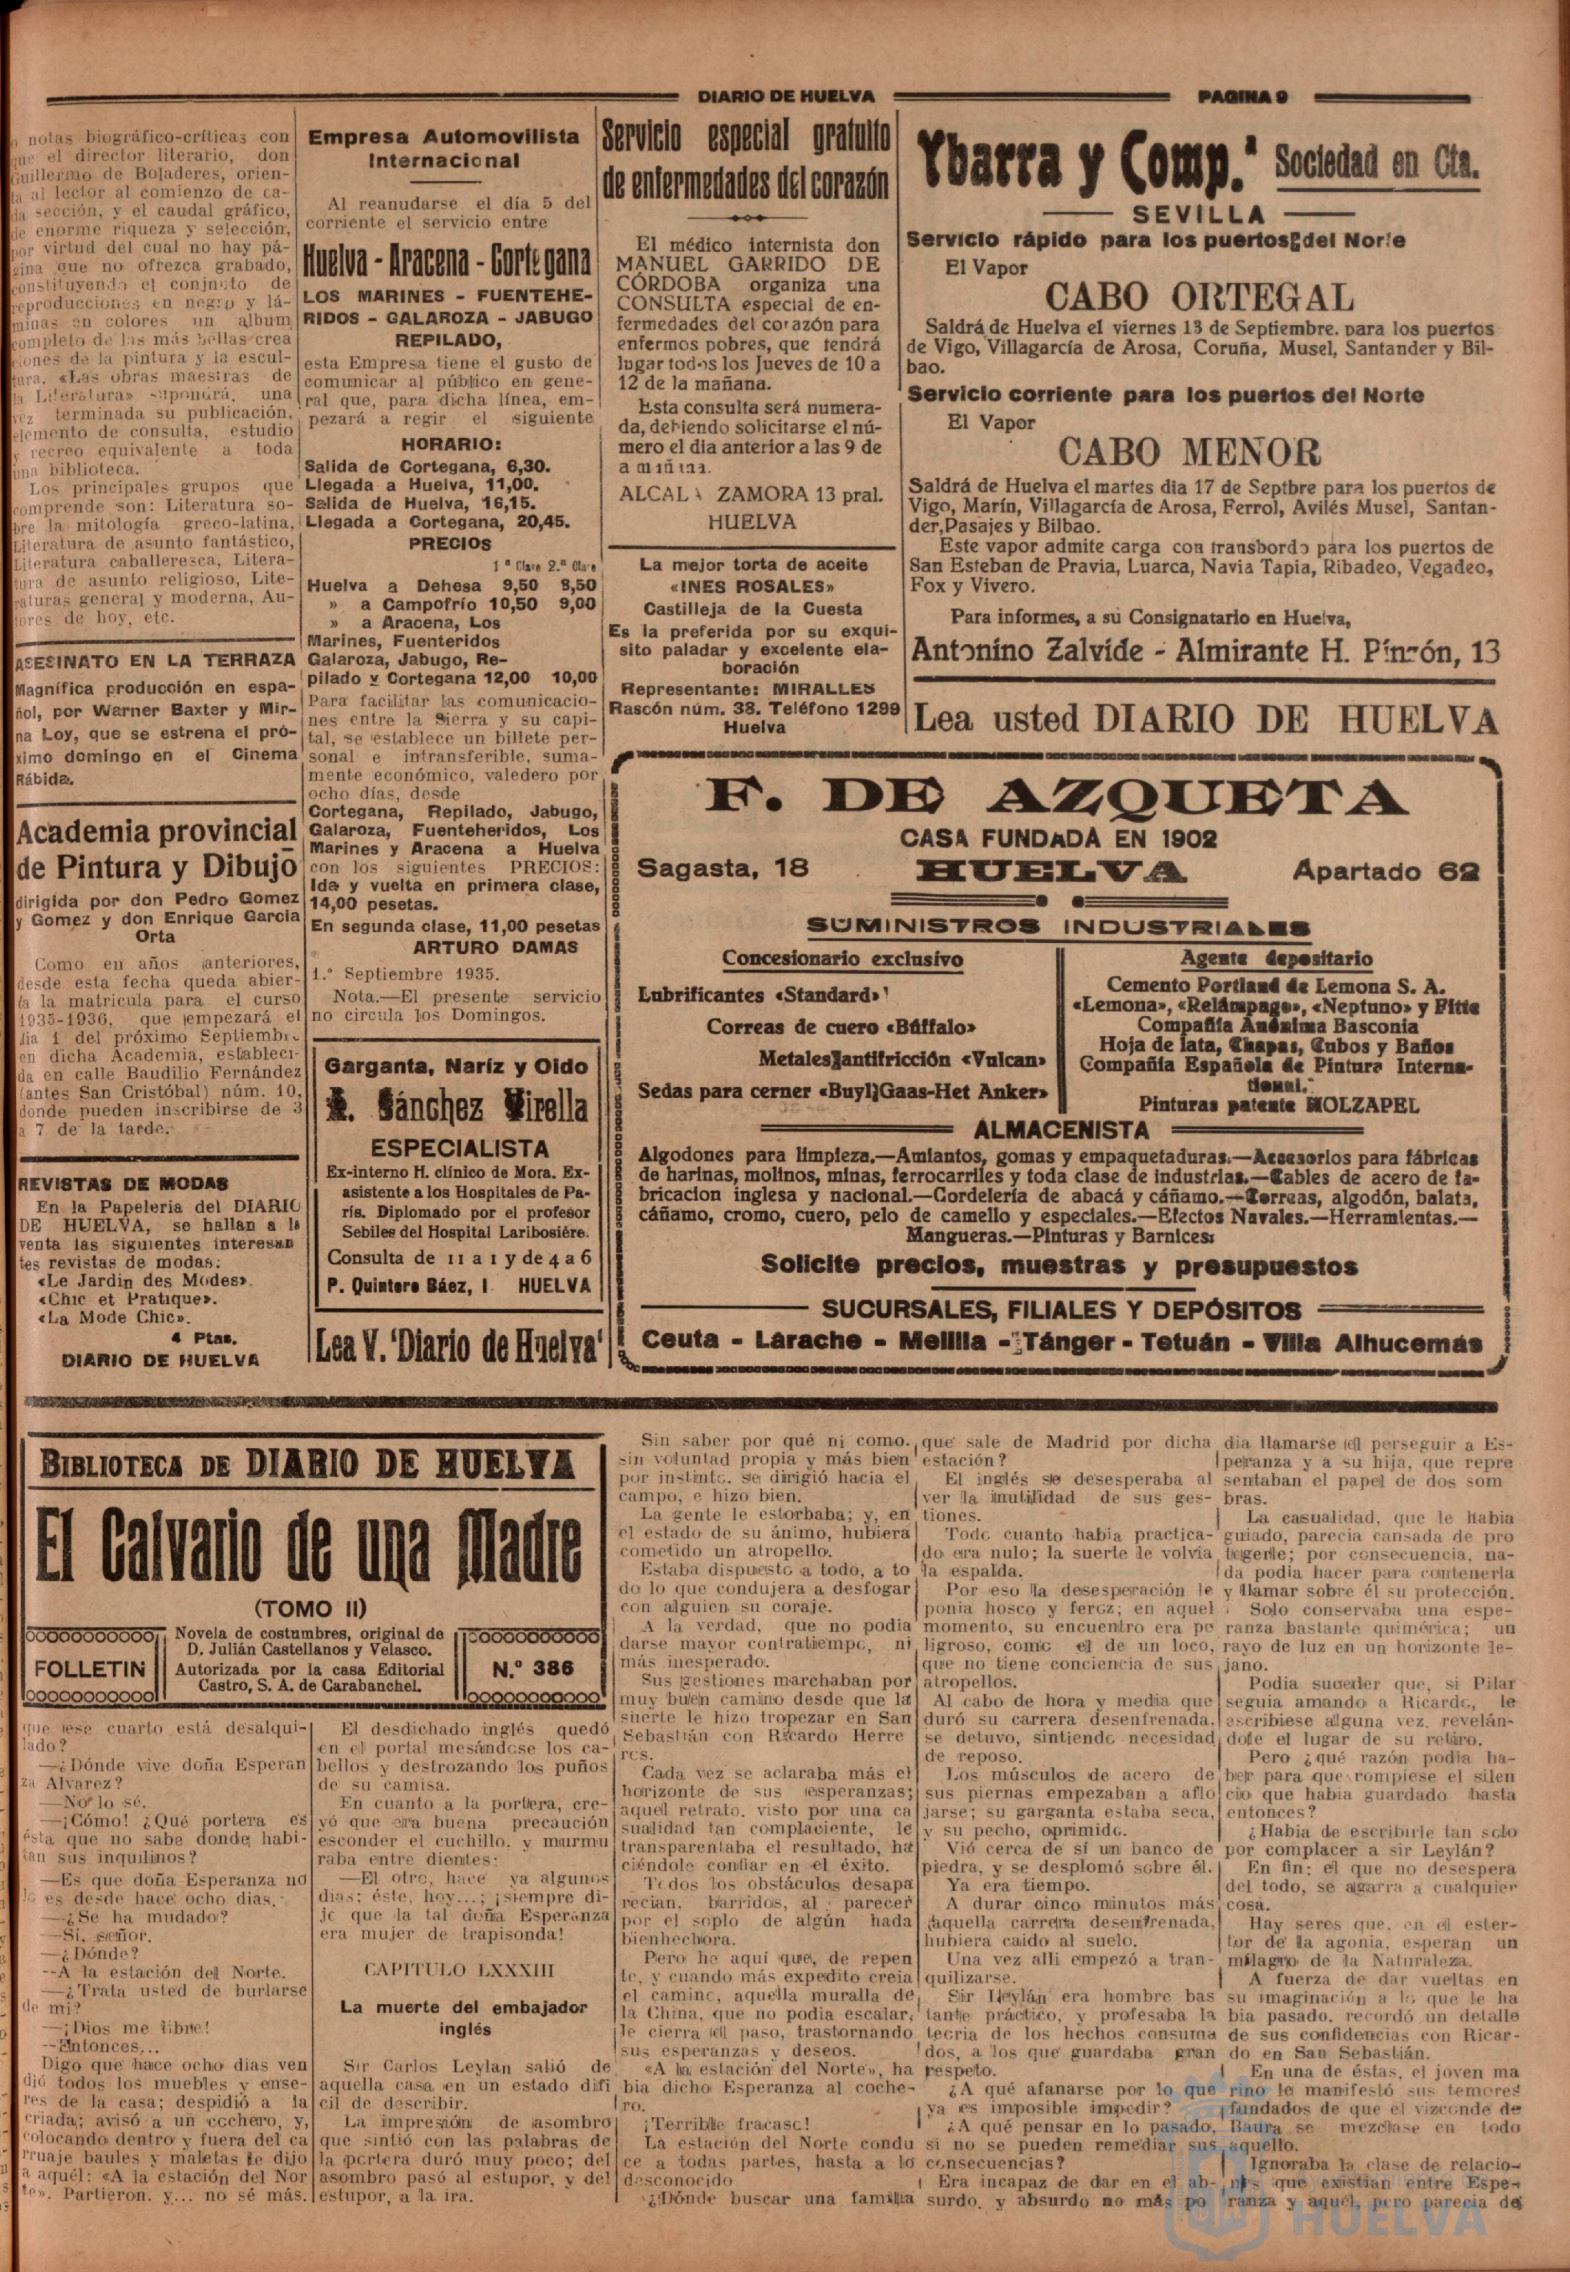 DIARIO DE HUELVA
PAGINA 9
notas biográfico-críticas con
que el director literario, don
Guillermo de Boladeres, orien-
ta al lector al comienzo de ca-
da sección, y el caudal gráfico,
de enorme riqueza y selección,
por virtud del cual no hay pá-
gina que no ofrezca grabado,
constituyendo el conjnuto de
reproducciones en negro y lá-
minas en colores un album
completo de las más bellas crea
ciones de la pintura y la escul-
tura. «Las obras maestras de
la Literatura» supondrá, una
vez terminada su publicación,
elemento de consulta, estudio
y recreo equivalente a toda
una biblioteca.
Los principales grupos que
comprende son: Literatura so-
bre la mitología greco-latina,
Literatura de asunto fantástico,
Literatura caballeresca, Litera-
tura de asunto religioso, Lite-
raturas general y moderna, Au-
tores de hoy, etc.
ASESINATO EN LA TERRAZA
Magnífica producción en espa-
ñol, por Warner Baxter y Mir-
na Loy, que se estrena el pró-
ximo domingo en el Cinema
Rábida.
Academia provincial
de Pintura y Dibujo
dirigida por don Pedro Gomez
y Gomez y don Enrique Garcia
Orta
Como en años anteriores,
desde esta fecha queda abier-
ta la matricula para el curso
1935-1936, que empezará el
dia 1 del próximo Septiembre
en dicha Academia, estableci-
da en calle Baudilio Fernández
(antes San Cristóbal) núm. 10,
donde pueden inscribirse de 3
a 7 de la tarde.
REVISTAS DE MODAS
En la Papeleria del DIARIO
DE HUELVA, se hallan a la
venta las siguientes interesan
tes revistas de modas:
«Le Jardin des Modes».
«Chic et Pratique».
«La Mode Chic».
4 Ptas.
DIARIO DE HUELVA
Empresa Automovilista
Internacional
Al reanudarse el día 5 del
corriente el servicio entre
Huelva - Aracena - Cortegana
LOS MARINES - FUENTEHE-
RIDOS - GALAROZA - JABUGO
REPILADO,
esta Empresa tiene el gusto de
comunicar al público en gene-
ral que, para dicha línea, em-
pezará a regir el siguiente
HORARIO:
Salida de Cortegana, 6,30.
Llegada a Huelva, 11,00.
Salida de Huelva, 16,15.
Llegada a Cortegana, 20,45.
PRECIOS
1.ª Clase 2.ª Clase
Huelva a Dehesa 9,50 8,50
» a Campofrío 10,50 9,00
» a Aracena, Los
Marines, Fuenteridos
Galaroza, Jabugo, Re-
pilado y Cortegana 12,00 10,00
Para facilitar las comunicacio-
nes entre la Sierra y su capi-
tal, se establece un billete per-
sonal e intransferible, suma-
mente económico, valedero por
ocho días, desde
Cortegana, Repilado, Jabugo,
Galaroza, Fuenteheridos, Los
Marines y Aracena a Huelva
con los siguientes PRECIOS:
Ida y vuelta en primera clase,
14,00 pesetas.
En segunda clase, 11,00 pesetas
ARTURO DAMAS
1.º Septiembre 1935.
Nota.—El presente servicio
no circula los Domingos.
Garganta, Naríz y Oido
R. Sánchez Virella
ESPECIALISTA
Ex-interno H. clínico de Mora. Ex-
asistente a los Hospitales de Pa-
rís. Diplomado por el profesor
Sebiles del Hospital Laribosiére.
Consulta de 11 a 1 y de 4 a 6
P. Quintero Báez, 1 HUELVA
Lea V. 'Diario de Huelva'
Servicio especial gratuito
de enfermedades del corazón
El médico internista don
MANUEL GARRIDO DE
CÓRDOBA organiza una
CONSULTA especial de en-
fermedades del corazón para
enfermos pobres, que tendrá
lugar todos los Jueves de 10 a
12 de la mañana.
Esta consulta será numera-
da, debiendo solicitarse el nú-
mero el dia anterior a las 9 de
a mañana.
ALCALA ZAMORA 13 pral.
HUELVA
La mejor torta de aceite
«INES ROSALES»
Castilleja de la Cuesta
Es la preferida por su exqui-
sito paladar y excelente ela-
boración
Representante: MIRALLES
Rascón núm. 38. Teléfono 1299
Huelva
Ybarra y Comp.ª Sociedad en Cta.
SEVILLA
Servicio rápido para los puertos del Norte
El Vapor
CABO ORTEGAL
Saldrá de Huelva el viernes 13 de Septiembre. para los puertos
de Vigo, Villagarcía de Arosa, Coruña, Musel, Santander y Bil-
bao.
Servicio corriente para los puertos del Norte
El Vapor
CABO MENOR
Saldrá de Huelva el martes dia 17 de Septbre para los puertos de
Vigo, Marín, Villagarcía de Arosa, Ferrol, Avilés Musel, Santan-
der, Pasajes y Bilbao.
Este vapor admite carga con transbordo para los puertos de
San Esteban de Pravia, Luarca, Navia Tapia, Ribadeo, Vegadeo,
Fox y Vivero.
Para informes, a su Consignatario en Huelva,
Antonino Zalvide - Almirante H. Pinzón, 13
Lea usted DIARIO DE HUELVA
F. DE AZQUETA
CASA FUNDADA EN 1902
Sagasta, 18 HUELVA Apartado 62
SUMINISTROS INDUSTRIALES
Concesionario exclusivo
Lubrificantes «Standard»
Correas de cuero «Búffalo»
Metales antifricción «Vulcan»
Sedas para cerner «Buyl Gaas-Het Anker»
Agente depositario
Cemento Portland de Lemona S. A.
«Lemona», «Relámpago», «Neptuno» y Fitte
Compañía Anónima Basconia
Hoja de lata, Chapas, Cubos y Baños
Compañía Española de Pintura Interna-
tional.
Pinturas patente HOLZAPEL
ALMACENISTA
Algodones para limpieza.—Amiantos, gomas y empaquetaduras.—Accesorios para fábricas
de harinas, molinos, minas, ferrocarriles y toda clase de industrias.—Cables de acero de fa-
bricacion inglesa y nacional.—Cordelería de abacá y cáñamo.—Correas, algodón, balata,
cáñamo, cromo, cuero, pelo de camello y especiales.—Efectos Navales.—Herramientas.—
Mangueras.—Pinturas y Barnices.
Solicite precios, muestras y presupuestos
SUCURSALES, FILIALES Y DEPÓSITOS
Ceuta - Larache - Melilla - Tánger - Tetuán - Villa Alhucemas
BIBLIOTECA DE DIARIO DE HUELVA
El Calvario de una Madre
(TOMO II)
FOLLETIN
Novela de costumbres, original de
D. Julián Castellanos y Velasco.
Autorizada por la casa Editorial
Castro, S. A. de Carabanchel.
N.º 386
que ese cuarto está desalqui-
lado?
—¿Dónde vive doña Esperan
za Alvarez?
—No lo sé.
—¡Cómo! ¿Qué portera es
ésta que no sabe donde habi-
tan sus inquilinos?
—Es que doña Esperanza no
lo es desde hace ocho dias.
—¿Se ha mudado?
—Si, señor.
—¿Dónde?
--A la estación del Norte.
—¿Trata usted de burlarse
de mi?
—¡Dios me libre!
--Entonces...
Digo que hace ocho dias ven
dió todos los muebles y ense-
res de la casa; despidió a la
criada; avisó a un cochero, y,
colocando dentro y fuera del ca
rruaje baules y maletas le dijo
a aquél: «A la estación del Nor
te». Partieron. y... no sé más.
El desdichado inglés quedó
en el portal mesándose los ca-
bellos y destrozando los puños
de su camisa.
En cuanto a la portera, cre-
yó que era buena precaución
esconder el cuchillo. y murmu
raba entre dientes:
—El otro, hace ya algunos
dias; éste, hoy...; ¡siempre di-
je que la tal doña Esperanza
era mujer de trapisonda!
CAPITULO LXXXIII
La muerte del embajador
inglés
Sir Carlos Leylan salió de
aquella casa en un estado difi
cil de describir.
La impresión de asombro
que sintió con las palabras de
la portera duró muy poco; del
asombro pasó al estupor, y del
estupor, a la ira.
Sin saber por qué ni como.
sin voluntad propia y más bien
por instinto. se dirigió hacia el
campo, e hizo bien.
La gente le estorbaba; y, en
el estado de su ánimo, hubiera
cometido un atropello.
Estaba dispuesto a todo, a to
do lo que condujera a desfogar
con alguien su coraje.
A la verdad, que no podia
darse mayor contratiempo, ni
más inesperado.
Sus gestiones marchaban por
muy buen camino desde que la
suerte le hizo tropezar en San
Sebastián con Ricardo Herre
res.
Cada vez se aclaraba más el
horizonte de sus esperanzas;
aquell retrato. visto por una ca
sualidad tan complaciente, le
transparentaba el resultado, ha
ciéndole confiar en el éxito.
Todos los obstáculos desapa
recian, barridos, al parecer
por el soplo de algún hada
bienhechora.
Pero he aquí que, de repen
te, y cuando más expedito creia
el camino, aquella muralla de
la China, que no podia escalar,
le cierra el paso, trastornando
sus esperanzas y deseos.
«A la estación del Norte», ha
bia dicho Esperanza al coche-
ro.
¡Terrible fracaso!
La estación del Norte condu
ce a todas partes, hasta a lo
desconocido
¿Dónde buscar una familia
que sale de Madrid por dicha
estación?
El inglés se desesperaba al
ver la inutilidad de sus ges-
tiones.
Todo cuanto habia practica-
do era nulo; la suerte le volvia
la espalda.
Por eso la desesperación le
ponia hosco y feroz; en aquel
momento, su encuentro era pe
ligroso, como el de un loco,
que no tiene conciencia de sus
atropellos.
Al cabo de hora y media que
duró su carrera desenfrenada.
se detuvo, sintiendo necesidad
de reposo.
Los músculos de acero de
sus piernas empezaban a aflo
jarse; su garganta estaba seca,
y su pecho, oprimido.
Vió cerca de sí un banco de
piedra, y se desplomó sobre él.
Ya era tiempo.
A durar cinco minutos más
aquella carrera desenfrenada,
hubiera caido al suelo.
Una vez alli empezó a tran-
quilizarse.
Sir Leylán era hombre bas
tante práctico, y profesaba la
teoria de los hechos consuma
dos, a los que guardaba gran
respeto.
¿A qué afanarse por lo que
ya es imposible impedir?
¿A qué pensar en lo pasado,
si no se pueden remediar sus
consecuencias?
Era incapaz de dar en el ab-
surdo. y absurdo no más po
dia llamarse el perseguir a Es-
peranza y a su hija, que repre
sentaban el papel de dos som
bras.
La casualidad, que le habia
guiado, parecia cansada de pro
tegerle; por consecuencia, na-
da podia hacer para contenerla
y llamar sobre él su protección.
Solo conservaba una espe-
ranza bastante quimérica; un
rayo de luz en un horizonte le-
jano.
Podia suceder que, si Pilar
seguia amando a Ricardo, le
escribiese alguna vez. revelán-
dole el lugar de su retiro.
Pero ¿qué razón podia ha-
ber para que rompiese el silen
cio que habia guardado hasta
entonces?
¿Habia de escribirle tan solo
por complacer a sir Leylán?
En fin: el que no desespera
del todo, se agarra a cualquier
cosa.
Hay seres que, en el ester-
tor de la agonia, esperan un
milagro de la Naturaleza.
A fuerza de dar vueltas en
su imaginación a lo que le ha
bia pasado. recordó un detalle
de sus confidencias con Ricar-
do en San Sebastián.
En una de éstas, el joven ma
rino le manifestó sus temores
fundados de que el vizconde de
Baura se mezclase en todo
aquello.
Ignoraba la clase de relacio-
nes que existian entre Espe-
ranza y aquél, pero parecia de
HUELVA